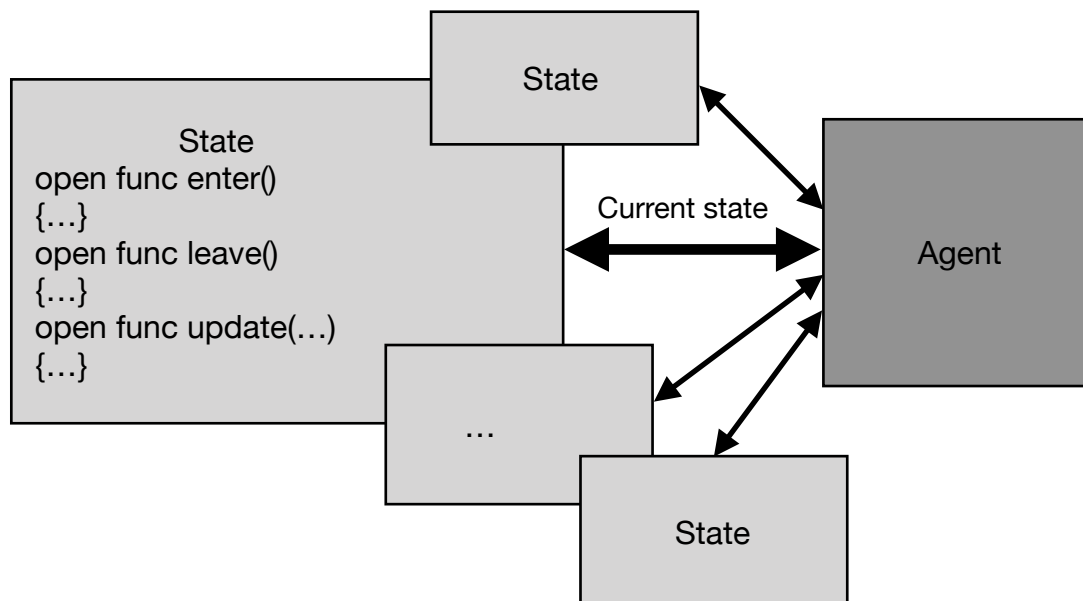 State
State
open func enter()
{…}
open func leave()
{…}
open func update(…)
{…}
Current state
Agent
…
State